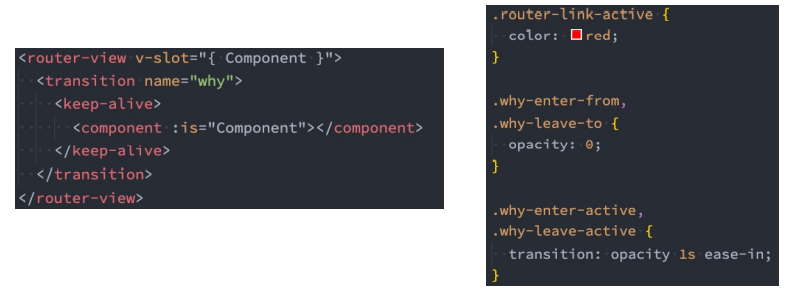 <router-view v-slot="{ Component }">
  <transition name="why">
    <keep-alive>
      <component :is="Component"></component>
    </keep-alive>
  </transition>
</router-view>
.router-link-active {
  color: red;
}
.why-enter-from,
.why-leave-to {
  opacity: 0;
}
.why-enter-active,
.why-leave-active {
  transition: opacity 1s ease-in;
}